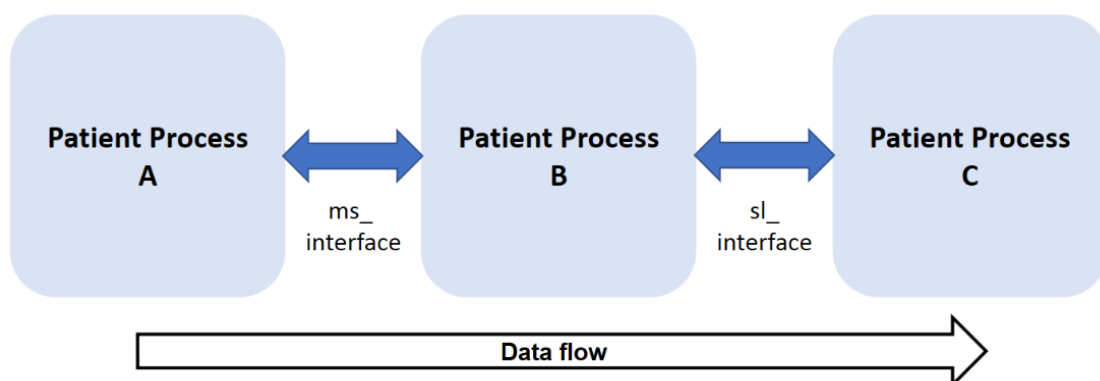 Patient Process
A
Patient Process
B
Patient Process
C
ms_
interface
sl_
interface
Data flow